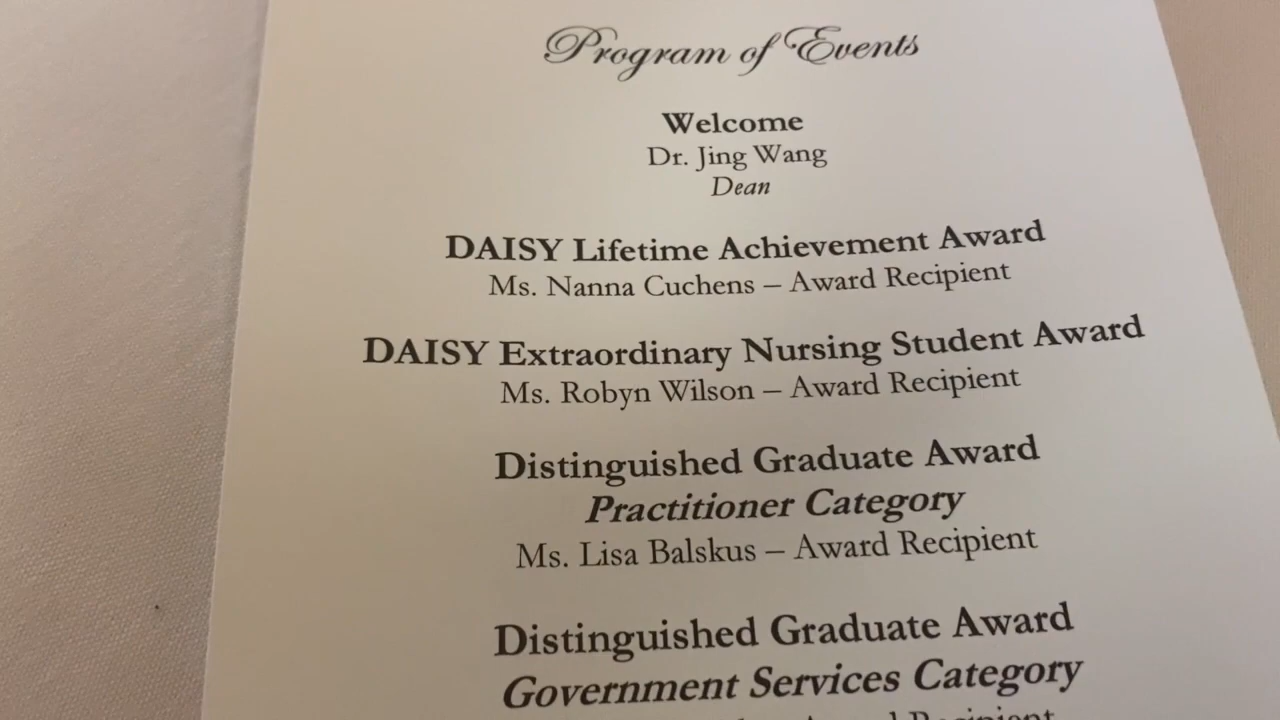 Program of Events
Welcome
Dr. Jing Wang
Dean
DAISY Lifetime Achievement Award
Ms. Nanna Cuchens – Award Recipient
DAISY Extraordinary Nursing Student Award
Ms. Robyn Wilson – Award Recipient
Distinguished Graduate Award
Practitioner Category
Ms. Lisa Balskus – Award Recipient
Distinguished Graduate Award
Government Services Category
Award Recipient